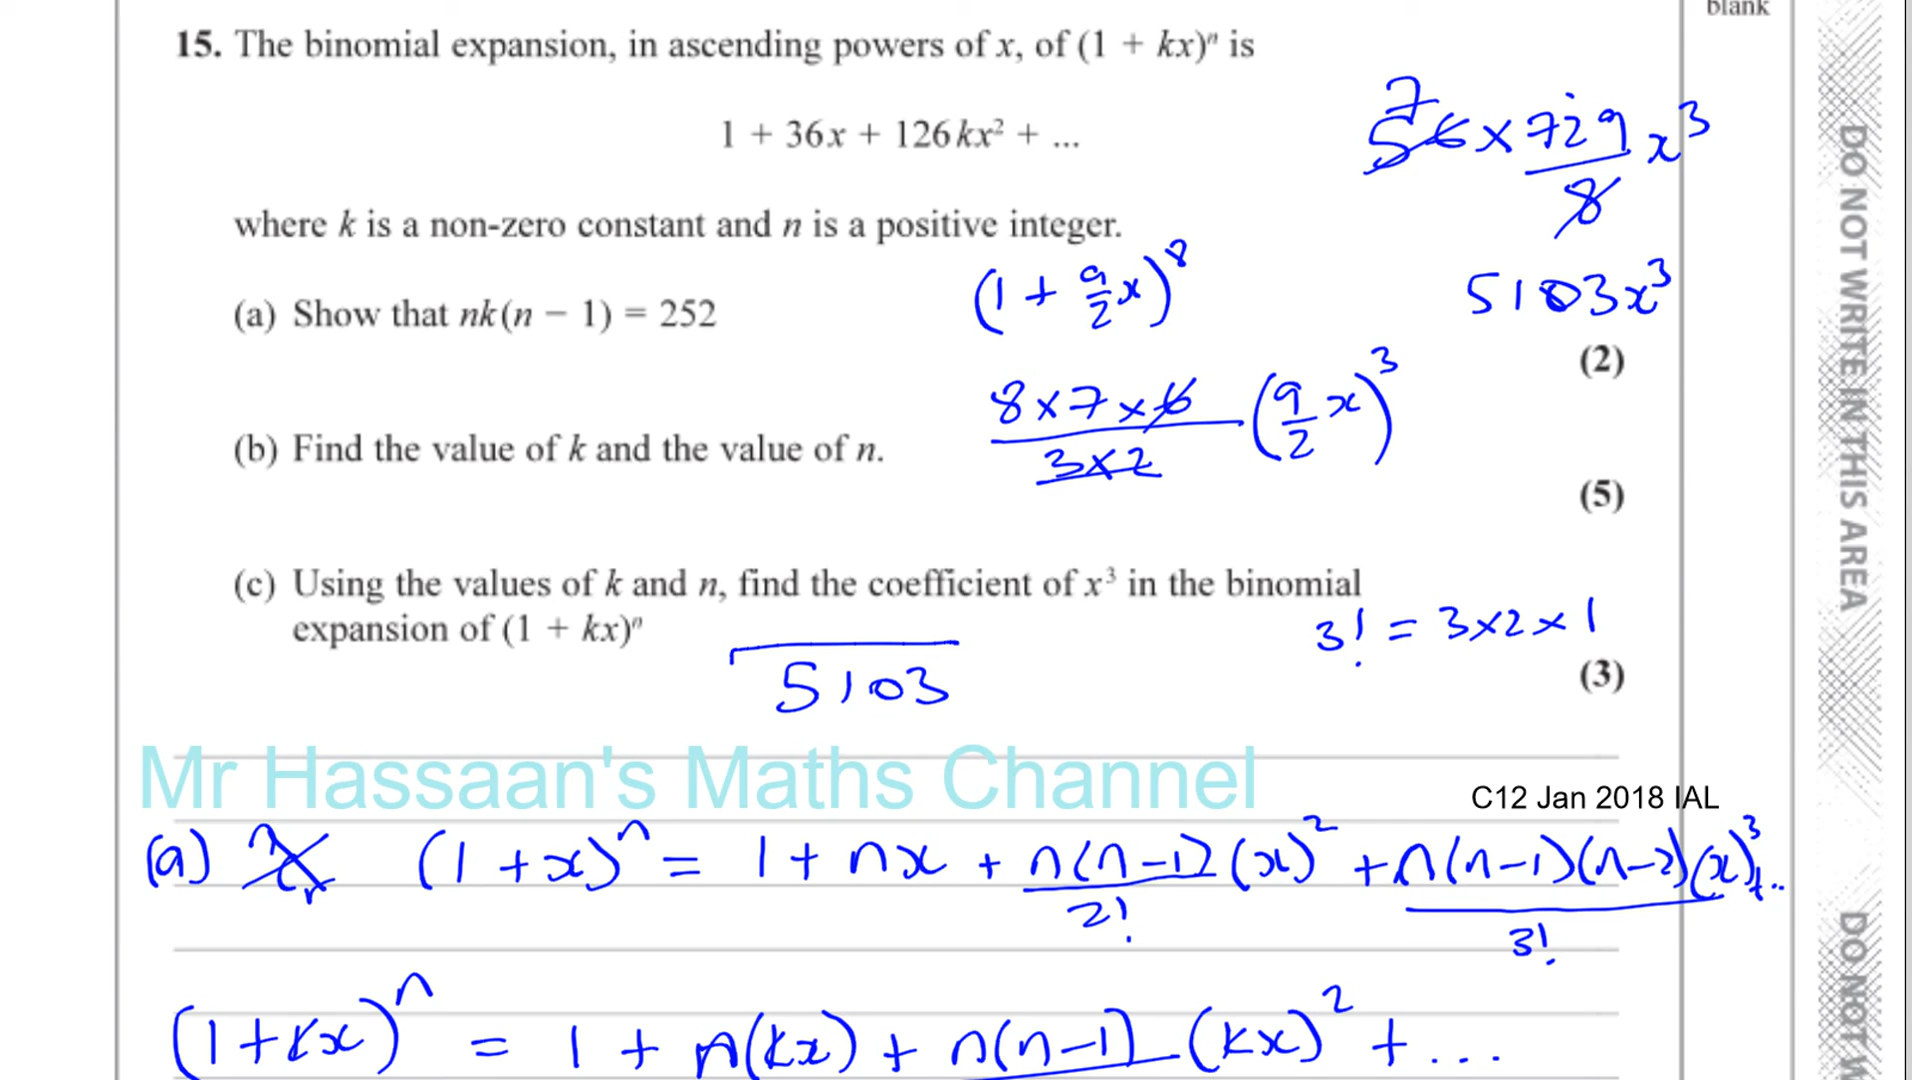 blank
15. The binomial expansion, in ascending powers of x, of (1 + kx)ⁿ is
1 + 36x + 126kx² + ...
56 × 729/8 x³
7
where k is a non-zero constant and n is a positive integer.
(1 + 9/2 x)⁸
(a) Show that nk(n − 1) = 252
5103x³
(2)
8×7×6/3×2 (9/2 x)³
(b) Find the value of k and the value of n.
(5)
(c) Using the values of k and n, find the coefficient of x³ in the binomial
expansion of (1 + kx)ⁿ
3! = 3×2×1
5103
(3)
Mr Hassaan's Maths Channel
C12 Jan 2018 IAL
(a) (1 + x)ⁿ = 1 + nx + n(n−1)/2! (x)² + n(n−1)(n−2)/3! (x)³ + ..
(1+kx)ⁿ = 1 + n(kx) + n(n−1) (kx)² + ...
DO NOT WRITE IN THIS AREA
DO NOT W